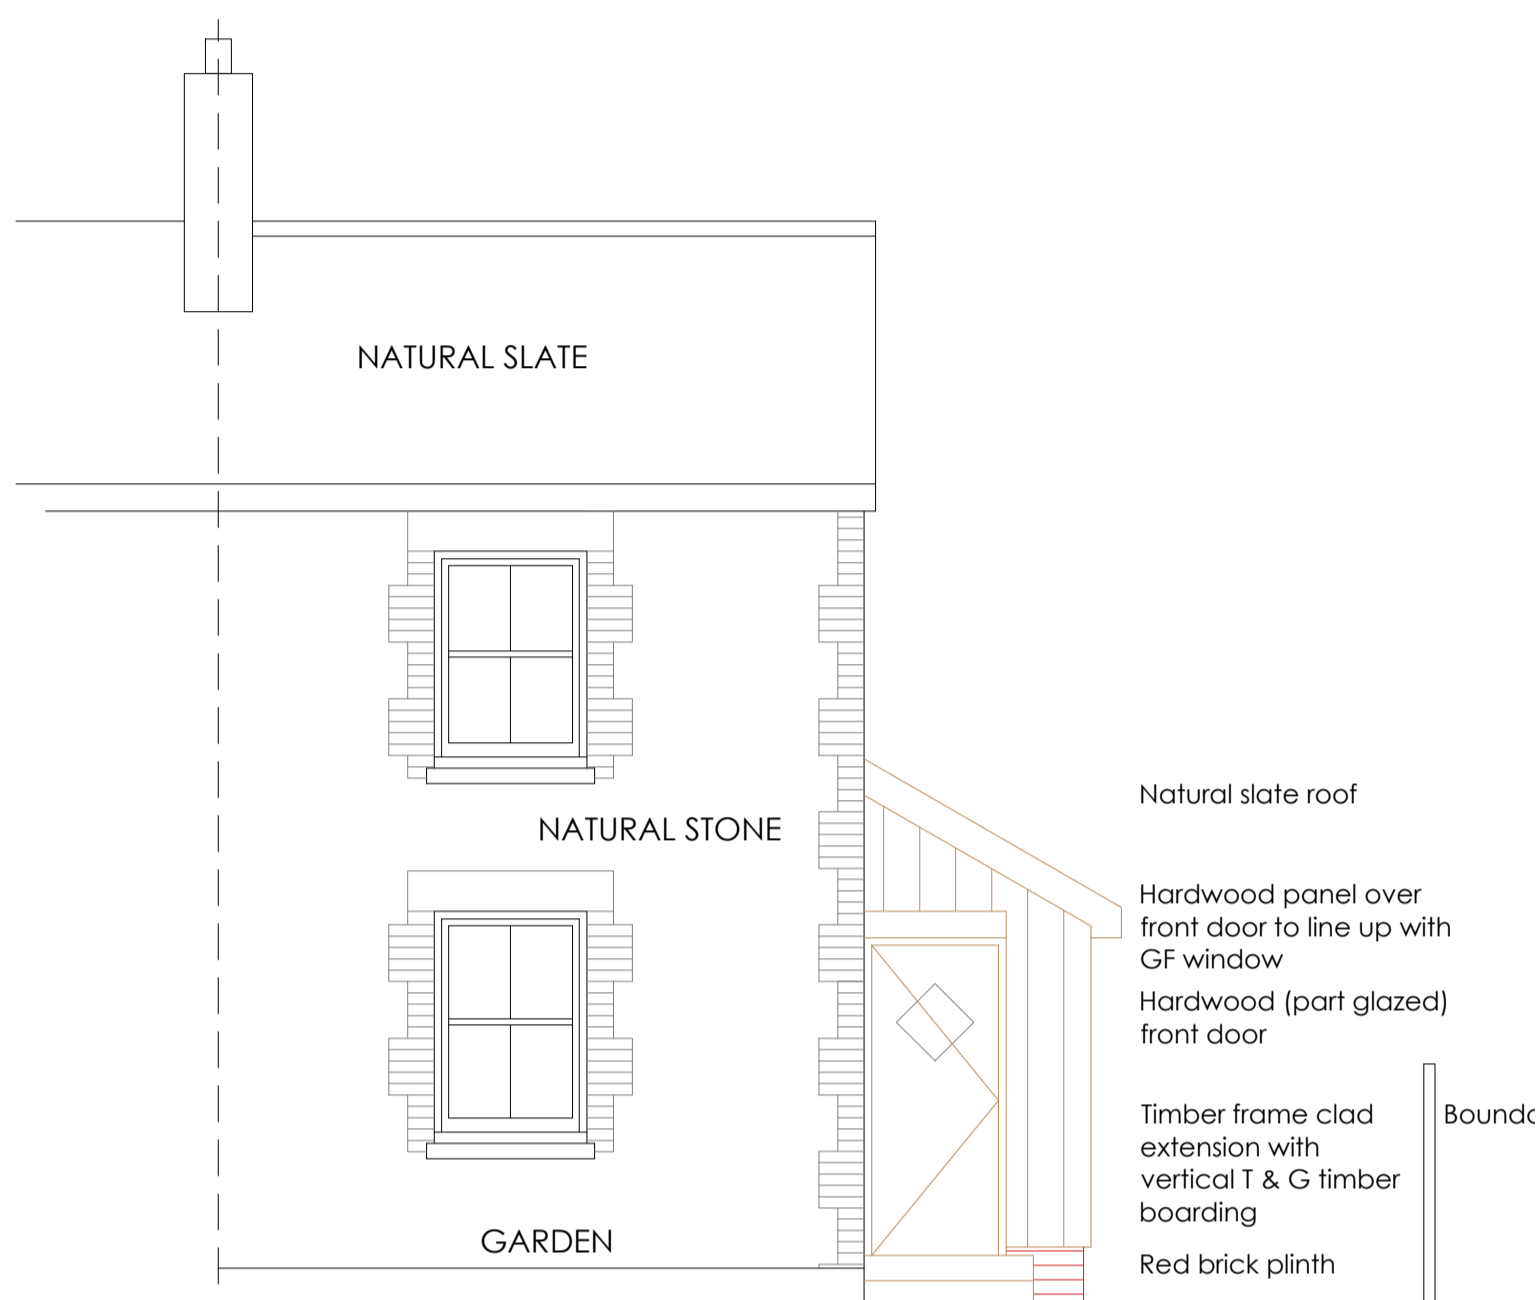 NATURAL SLATE
NATURAL STONE
Natural slate roof
Hardwood panel over
front door to line up with
GF window
Hardwood (part glazed)
front door
Timber frame clad
extension with
vertical T & G timber
boarding
GARDEN
Red brick plinth